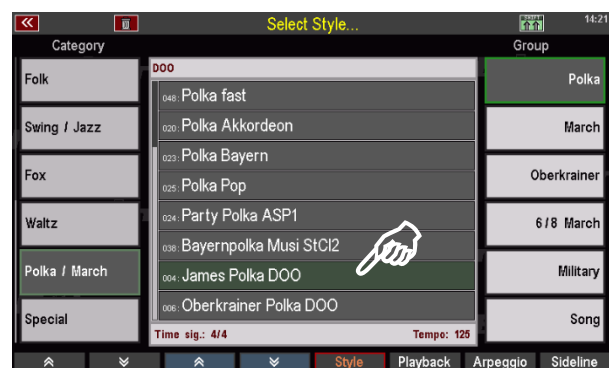 Select Style...
14:21
Category
Group
Folk
Swing / Jazz
Fox
Waltz
Polka / March
Special
DOO
048: Polka fast
020: Polka Akkordeon
023: Polka Bayern
025: Polka Pop
024: Party Polka ASP1
038: Bayernpolka Musi StCl2
004: James Polka DOO
006: Oberkrainer Polka DOO
Time sig.: 4/4
Tempo: 125
Polka
March
Oberkrainer
6/8 March
Military
Song
Style
Playback
Arpeggio
Sideline